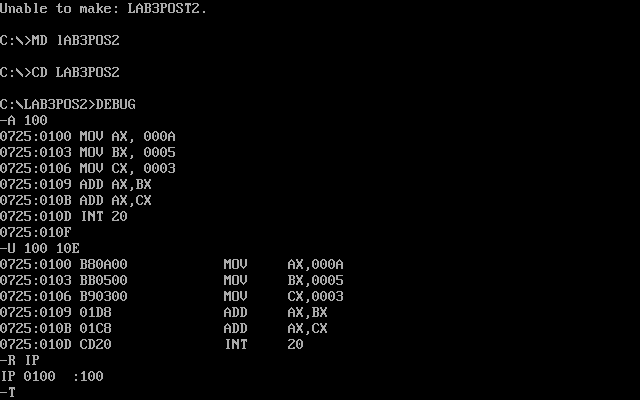 Unable to make: LAB3POST2.
C:\>MD lAB3POS2
C:\>CD LAB3POS2
C:\LAB3POS2>DEBUG
-A 100
0725:0100 MOV AX, 000A
0725:0103 MOV BX, 0005
0725:0106 MOV CX, 0003
0725:0109 ADD AX,BX
0725:010B ADD AX,CX
0725:010D INT 20
0725:010F
-U 100 10E
0725:0100 B80A00 MOV AX,000A
0725:0103 BB0500 MOV BX,0005
0725:0106 B90300 MOV CX,0003
0725:0109 01D8 ADD AX,BX
0725:010B 01C8 ADD AX,CX
0725:010D CD20 INT 20
-R IP
IP 0100 :100
-T